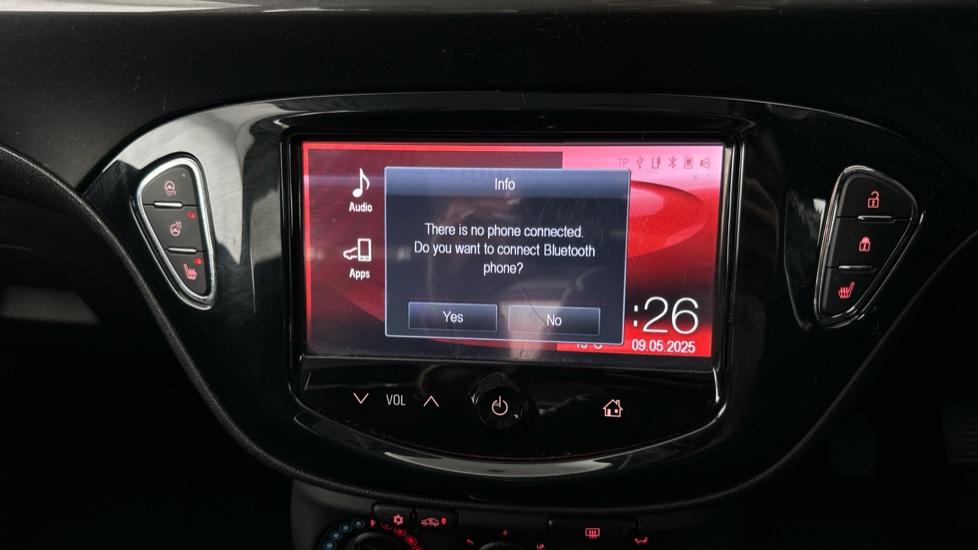 TP
Info
Audio
There is no phone connected.
Do you want to connect Bluetooth
phone?
Apps
Yes
No
:26
09.05.2025
VOL